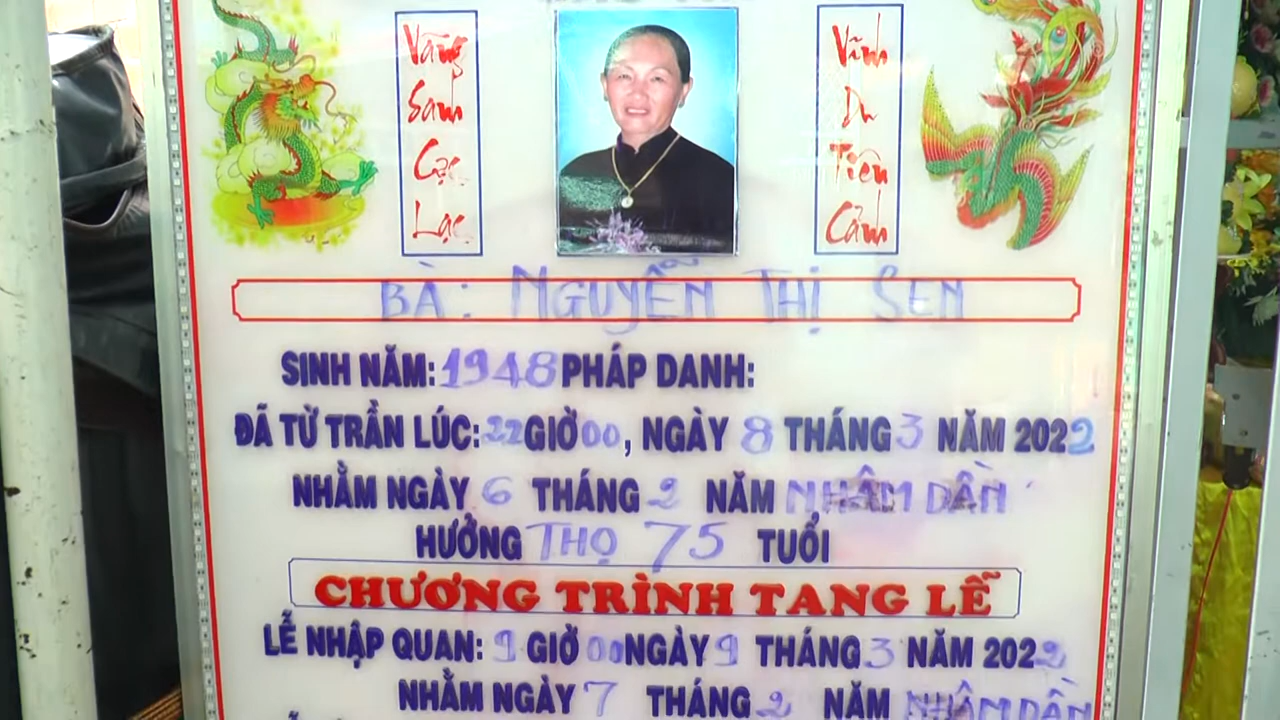 Vãng
Sanh
Cực
Lạc
Vĩnh
Du
Tiên
Cảnh
BÀ: NGUYỄN THỊ SEN
SINH NĂM: 1948 PHÁP DANH:
ĐÃ TỪ TRẦN LÚC: 22 GIỜ 00, NGÀY 8 THÁNG 3 NĂM 2022
NHẰM NGÀY 6 THÁNG 2 NĂM NHÂM DẦN
HƯỞNG THỌ 75 TUỔI
CHƯƠNG TRÌNH TANG LỄ
LỄ NHẬP QUAN: 9 GIỜ 00 NGÀY 9 THÁNG 3 NĂM 2022
NHẰM NGÀY 7 THÁNG 2 NĂM NHÂM DẦN